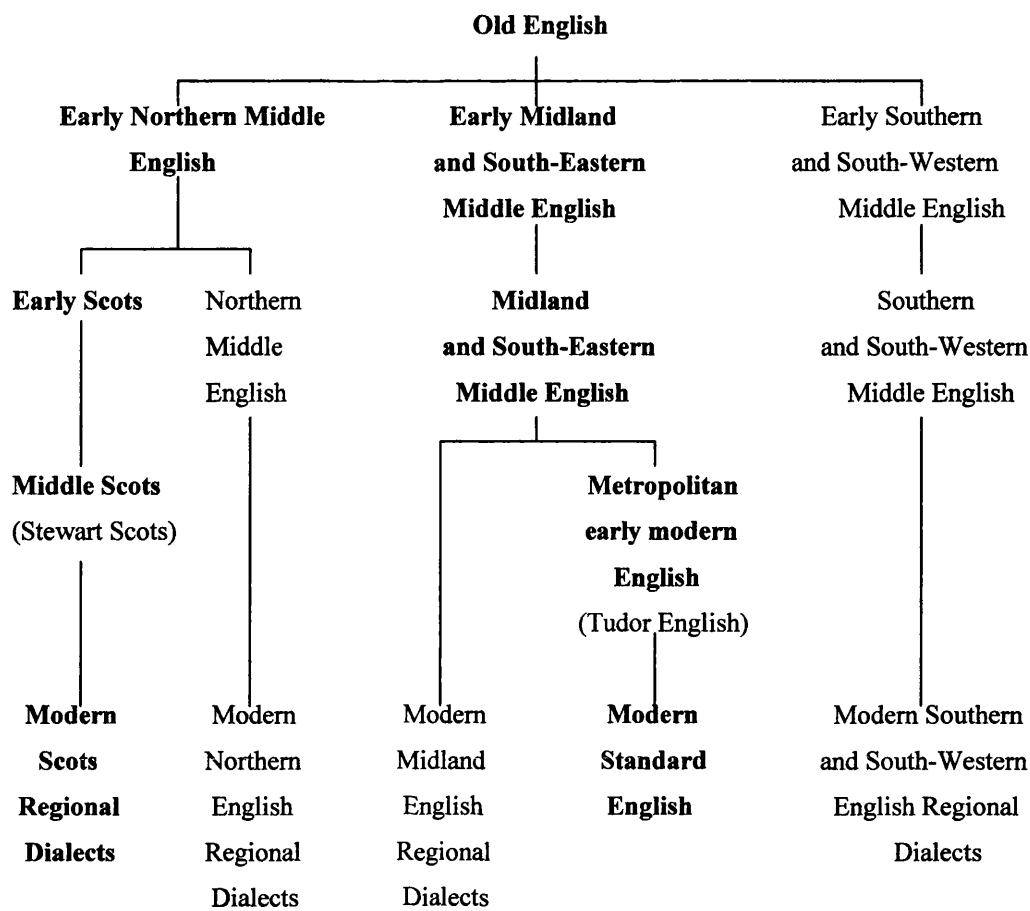 Old English
Early Northern Middle
English
Early Midland
and South-Eastern
Middle English
Early Southern
and South-Western
Middle English
Early Scots
Northern
Middle
English
Midland
and South-Eastern
Middle English
Southern
and South-Western
Middle English
Middle Scots
(Stewart Scots)
Metropolitan
early modern
English
(Tudor English)
Modern
Scots
Regional
Dialects
Modern
Northern
English
Regional
Dialects
Modern
Midland
English
Regional
Dialects
Modern
Standard
English
Modern Southern
and South-Western
English Regional
Dialects